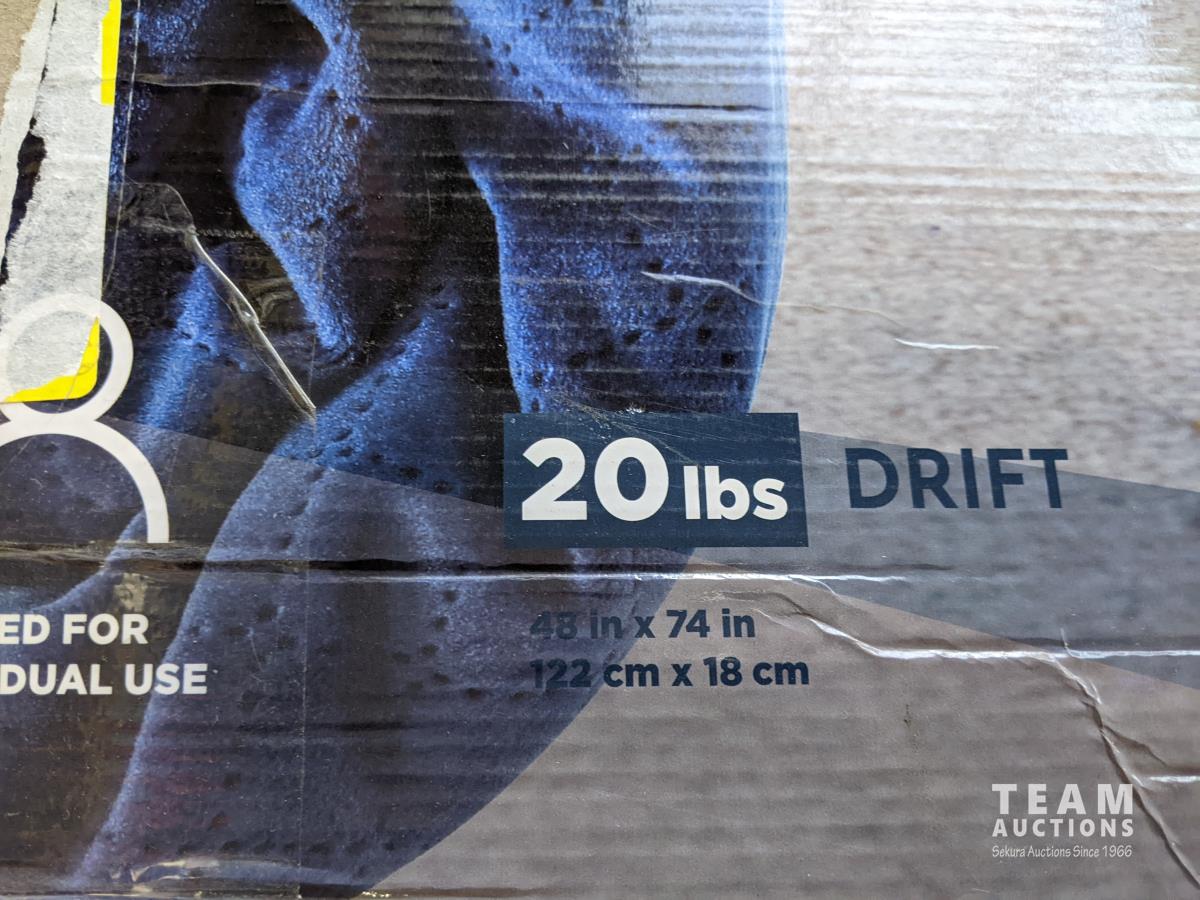 20 lbs DRIFT
48 in x 74 in
122 cm x 18 cm
ED FOR
DUAL USE
TEAM
AUCTIONS
Sekura Auctions Since 1966